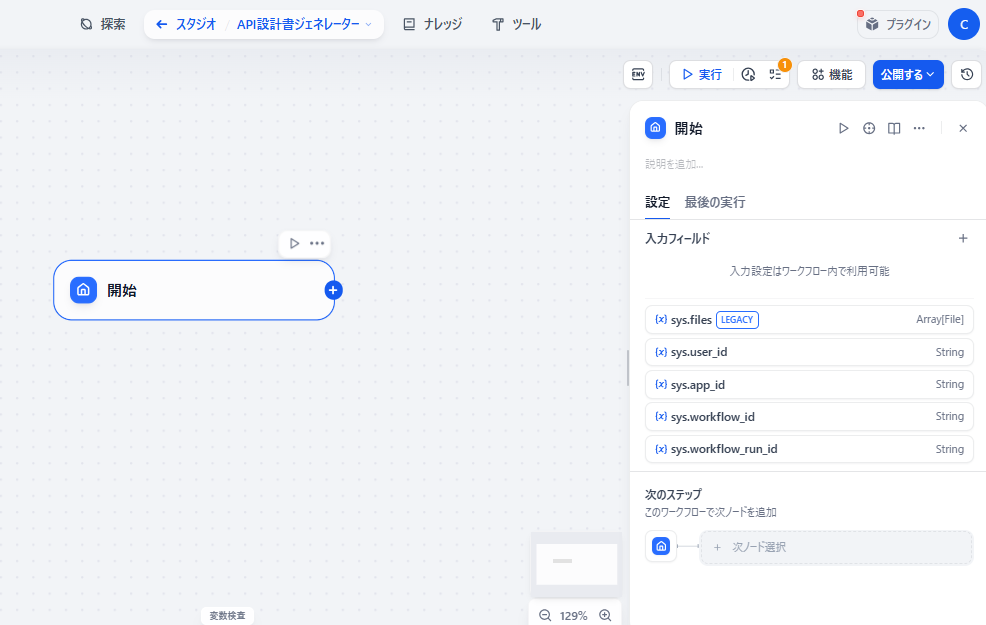 探索
スタジオ / API設計書ジェネレーター
ナレッジ
ツール
プラグイン
C
ENV
実行
1
機能
公開する
開始
説明を追加...
設定 最後の実行
入力フィールド
入力設定はワークフロー内で利用可能
{x} sys.files LEGACY Array[File]
{x} sys.user_id String
{x} sys.app_id String
{x} sys.workflow_id String
{x} sys.workflow_run_id String
次のステップ
このワークフローで次ノードを追加
次ノード選択
開始
変数検査
129%